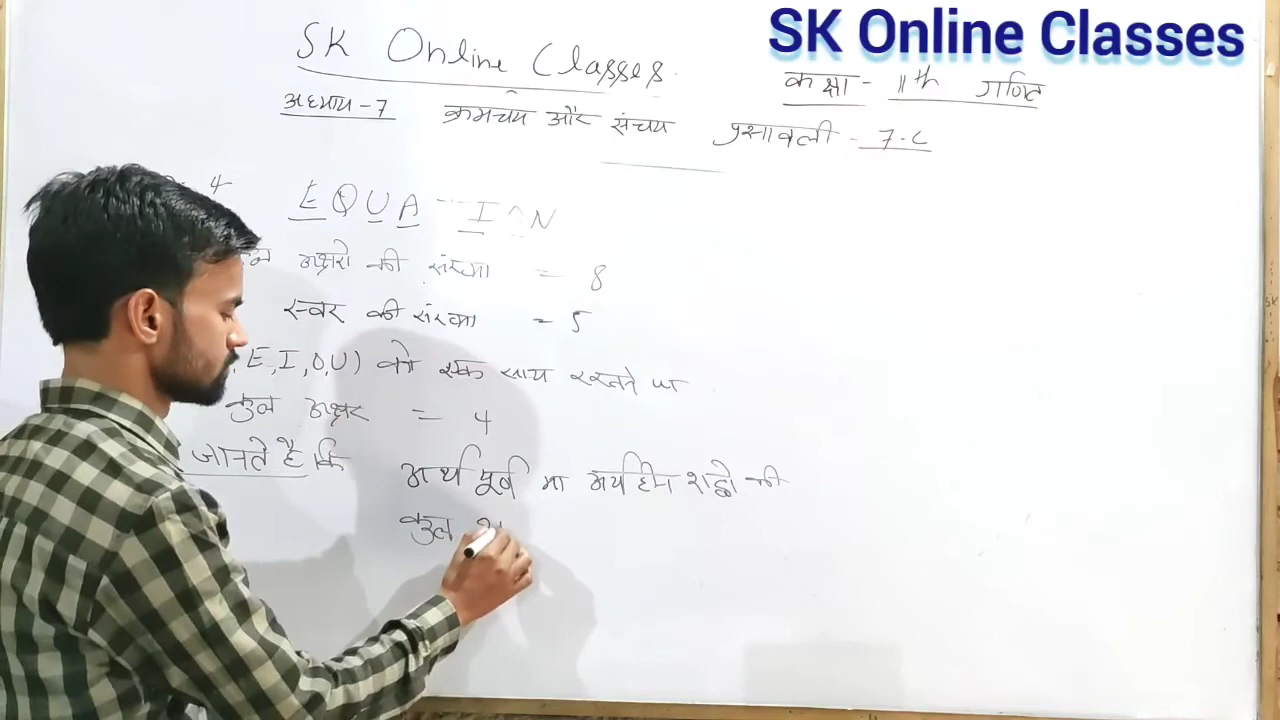 SK Online Classes
SK Online Classes
कक्षा - 11th गणित
अध्याय - 7 क्रमचय और संचय प्रश्नावली - 7.C
4 EQUA I O N
अक्षरो की संख्या = 8
स्वर की संख्या = 5
E, I, O, U) को एक साथ रखने पर
कुल अक्षर = 4
जानते है कि अर्थपूर्ण या अर्थहीन शब्दो की
कुल